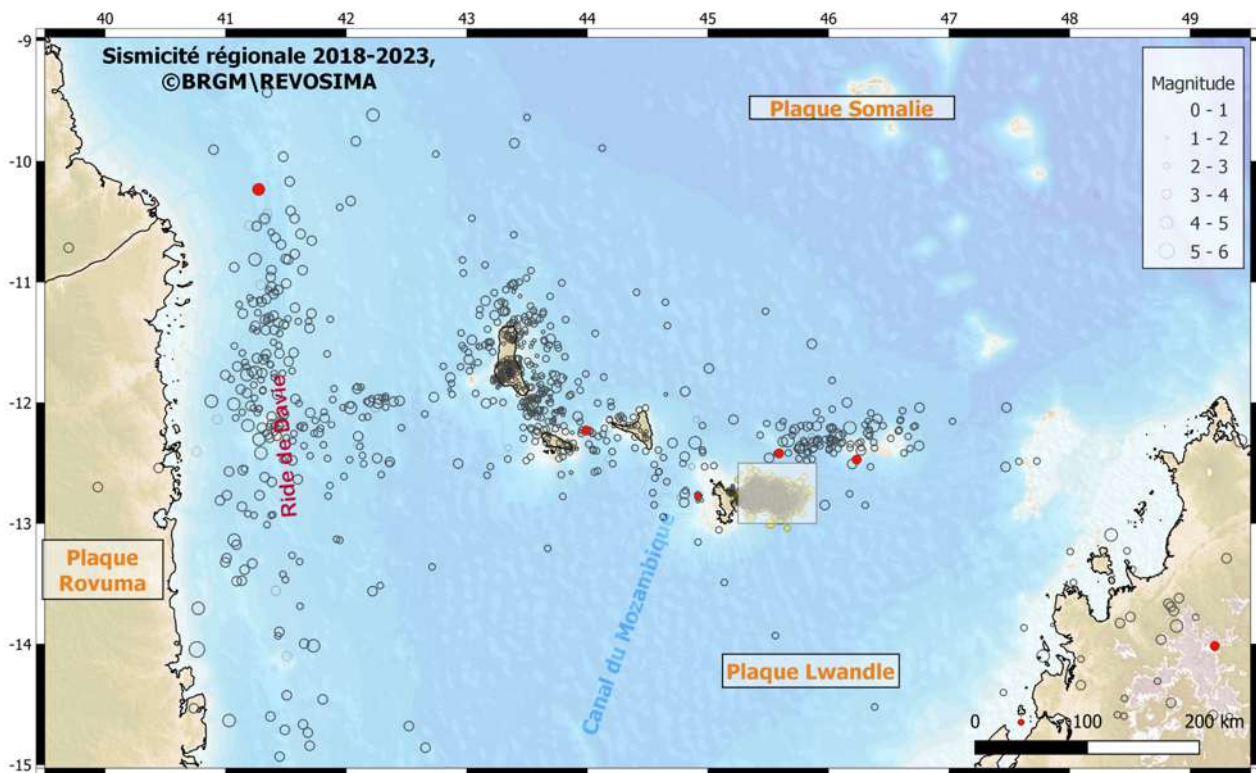 40 41 42 43 44 45 46 47 48 49
-9
Sismicité régionale 2018-2023,
©BRGM\REVOSIMA
Magnitude
0 - 1
1 - 2
2 - 3
3 - 4
4 - 5
5 - 6
Plaque Somalie
-10
-11
-12
Ride de Davie
-13
Plaque
Rovuma
Canal du Mozambique
-14
Plaque Lwandle
0 100 200 km
-15